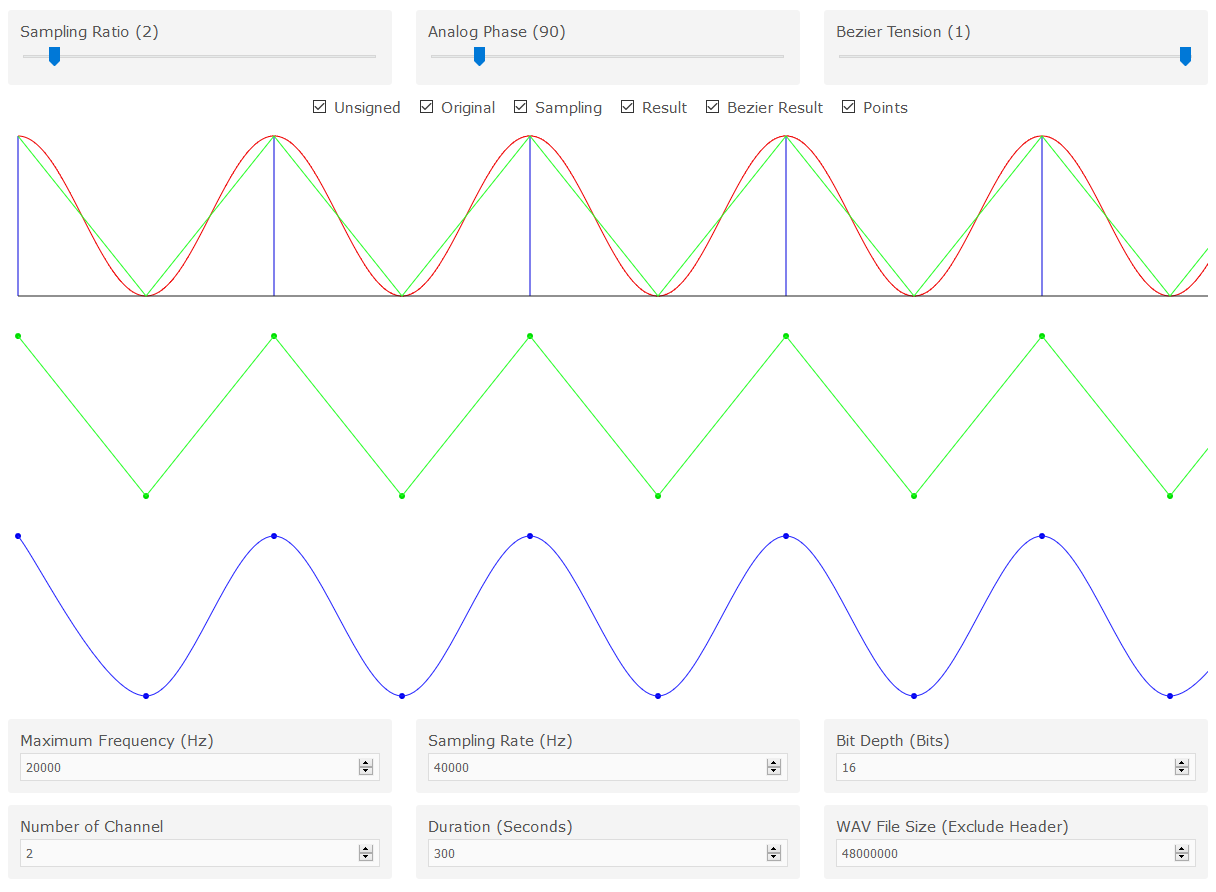 Sampling Ratio (2) Analog Phase (90) Bezier Tension (1)
Unsigned Original Sampling Result Bezier Result Points
Maximum Frequency (Hz) Sampling Rate (Hz) Bit Depth (Bits)
20000 40000 16
Number of Channel Duration (Seconds) WAV File Size (Exclude Header)
2 300 48000000